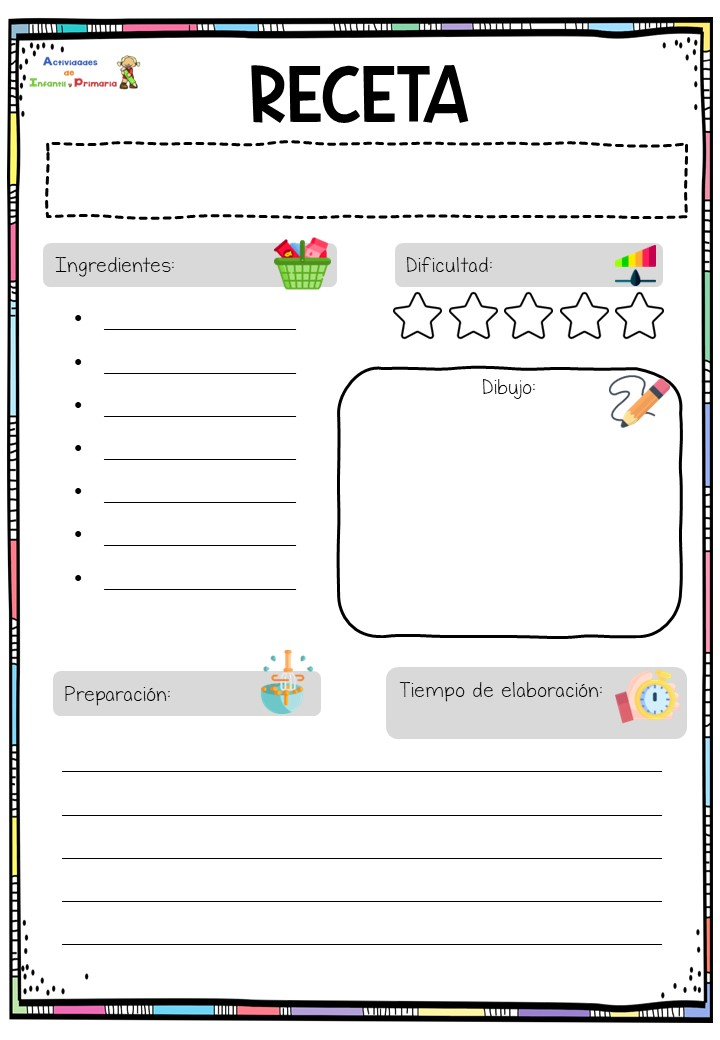 Actividades
de
Infantil y Primaria
RECETA
Ingredientes:
Dificultad:
Dibujo:
Preparación:
Tiempo de elaboración: